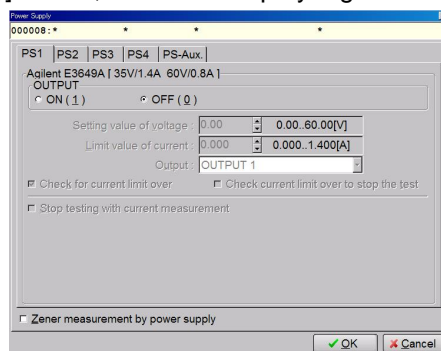 Power Supply
000008:* * * *
PS1 PS2 PS3 PS4 PS-Aux.
Agilent E3649A [ 35V/1.4A 60V/0.8A ]
OUTPUT
ON ( 1 ) OFF ( 0 )
Setting value of voltage : 0.00 0.00..60.00[V]
Limit value of current : 0.000 0.000..1.400[A]
Output : OUTPUT 1
Check for current limit over Check current limit over to stop the test
Stop testing with current measurement
Zener measurement by power supply
OK Cancel